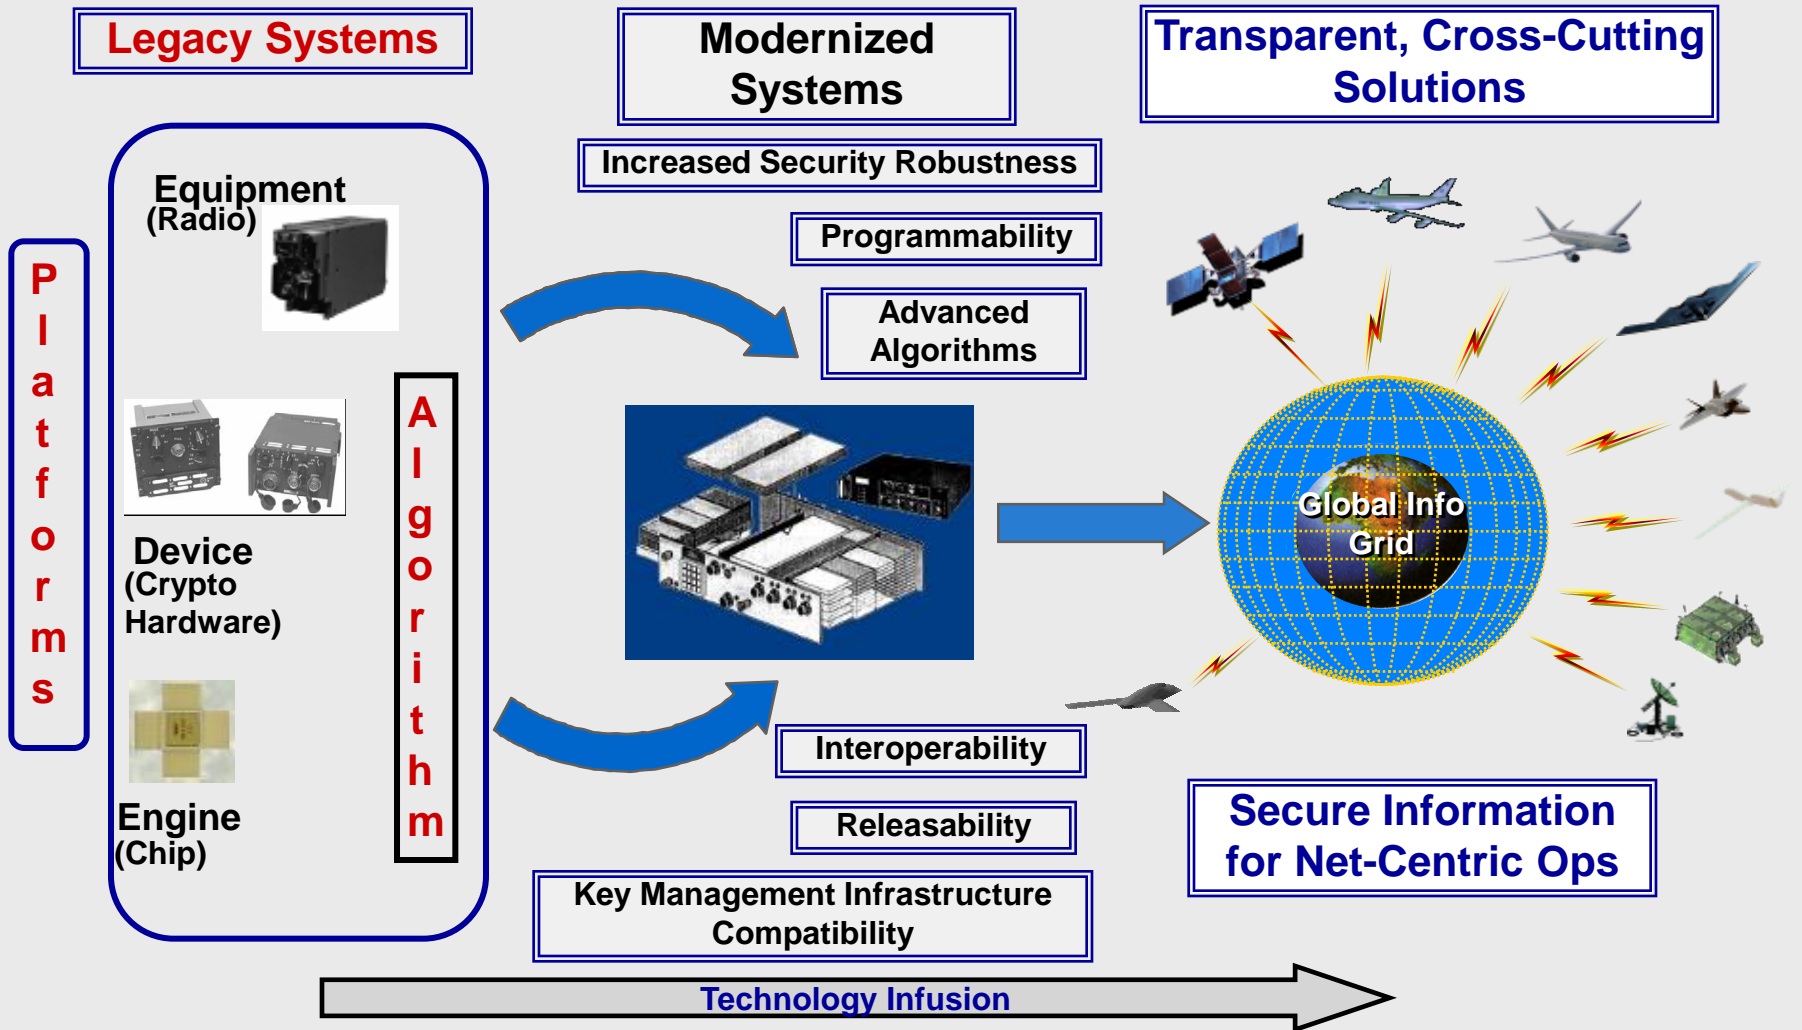 Legacy Systems
Modernized
Systems
Transparent, Cross-Cutting
Solutions
Platforms
Equipment
(Radio)
Device
(Crypto
Hardware)
Engine
(Chip)
Algorithm
Increased Security Robustness
Programmability
Advanced
Algorithms
Interoperability
Releasability
Key Management Infrastructure
Compatibility
Global Info
Grid
Secure Information
for Net-Centric Ops
Technology Infusion